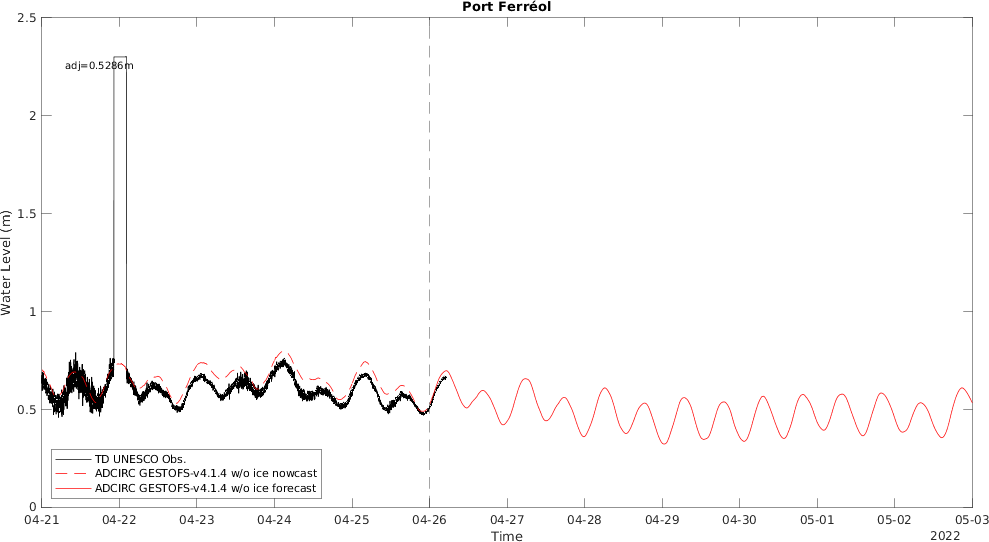 Port Ferréol
2.5
2
1.5
1
0.5
0
Water Level (m)
adj=0.5286m
TD UNESCO Obs.
ADCIRC GESTOFS-v4.1.4 w/o ice nowcast
ADCIRC GESTOFS-v4.1.4 w/o ice forecast
04-21 04-22 04-23 04-24 04-25 04-26 04-27 04-28 04-29 04-30 05-01 05-02 05-03
Time
2022